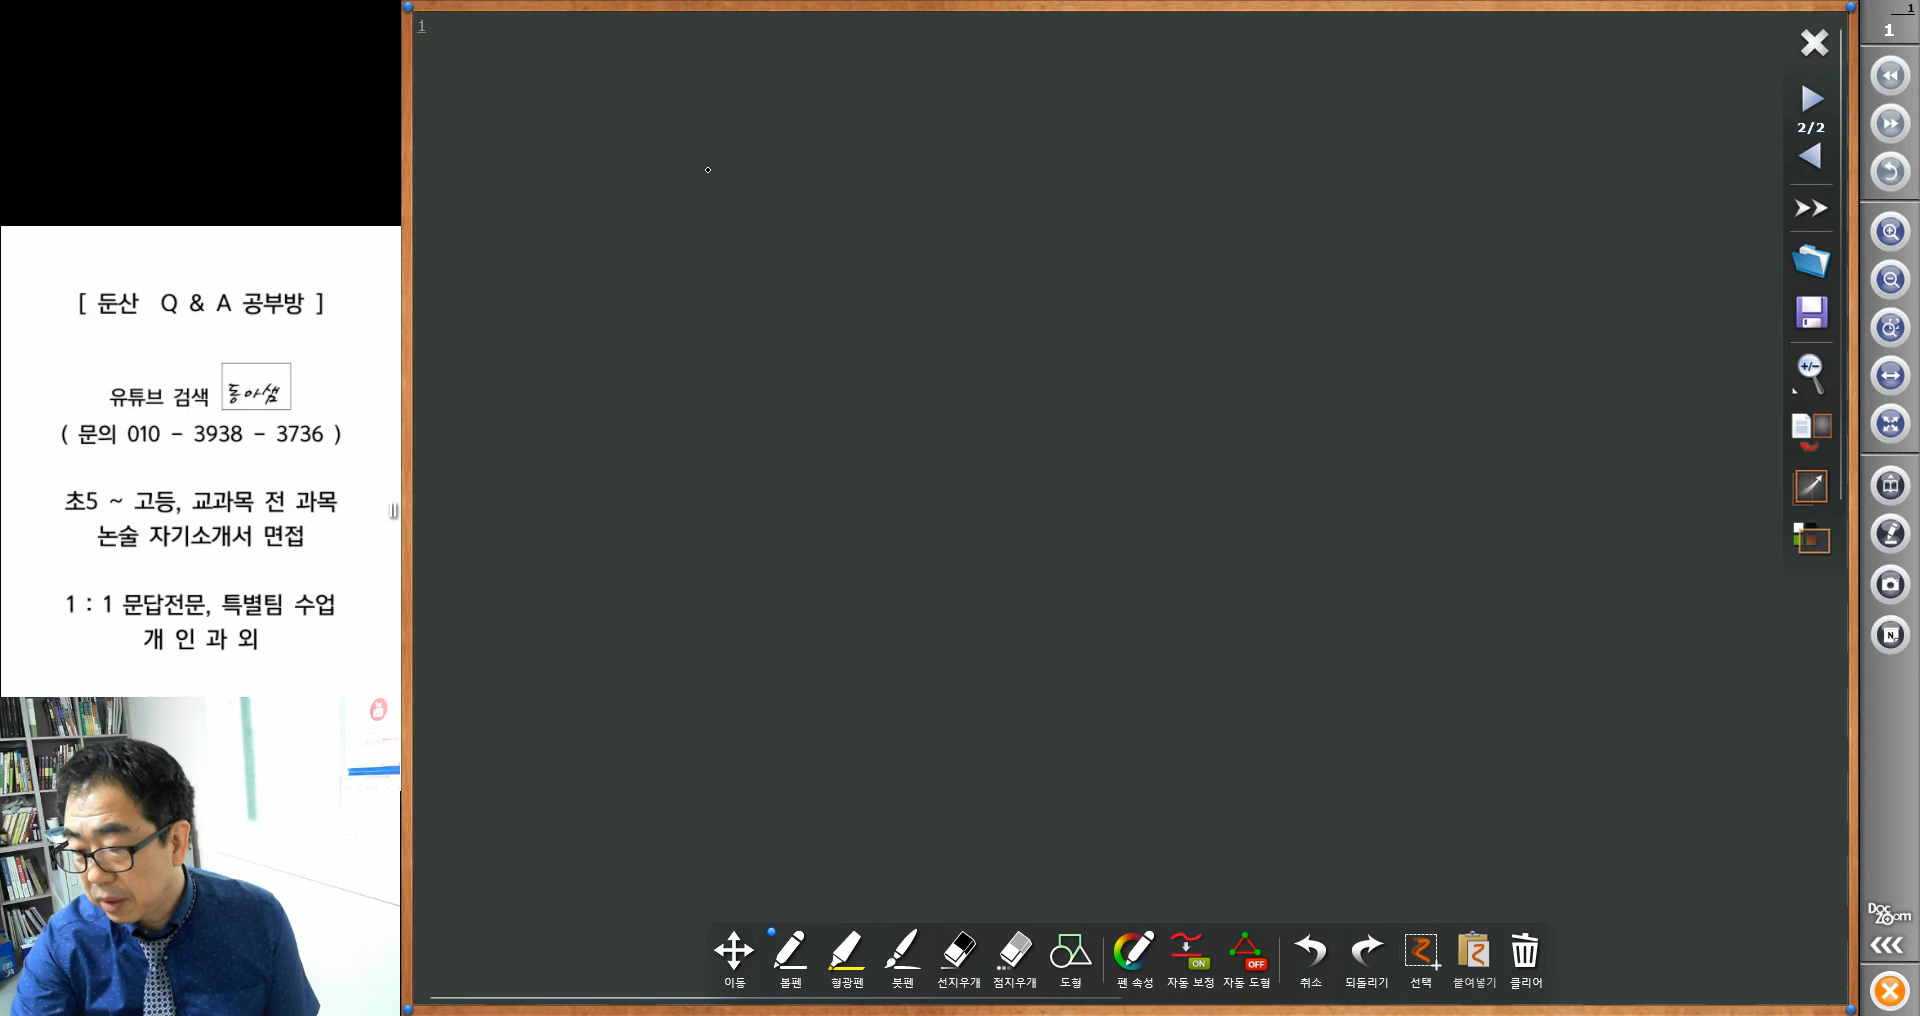 1
[ 둔산 Q & A 공부방 ]
유튜브 검색 동아샘
( 문의 010 - 3938 - 3736 )
초5 ~ 고등, 교과목 전 과목
논술 자기소개서 면접
1 : 1 문답전문, 특별팀 수업
개 인 과 외
2/2
+/-
이동
볼펜
형광펜
붓펜
선지우개
점지우개
도형
펜 속성
ON
자동 보정
OFF
자동 도형
취소
되돌리기
선택
붙여넣기
클리어
1
1
N
Doc
Zoom